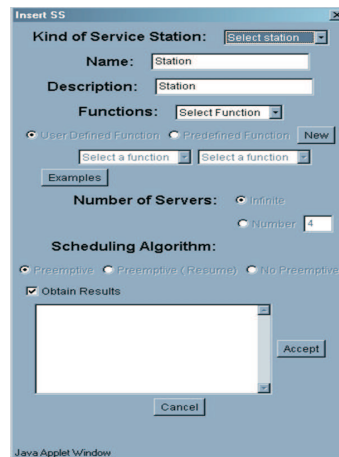 Insert SS
Kind of Service Station: Select station
Name: Station
Description: Station
Functions: Select Function
User Defined Function Predefined Function New
Select a function Select a function
Examples
Number of Servers: Infinite
Number 4
Scheduling Algorithm:
Preemptive Preemptive (Resume) No Preemptive
Obtain Results
Accept
Cancel
Java Applet Window